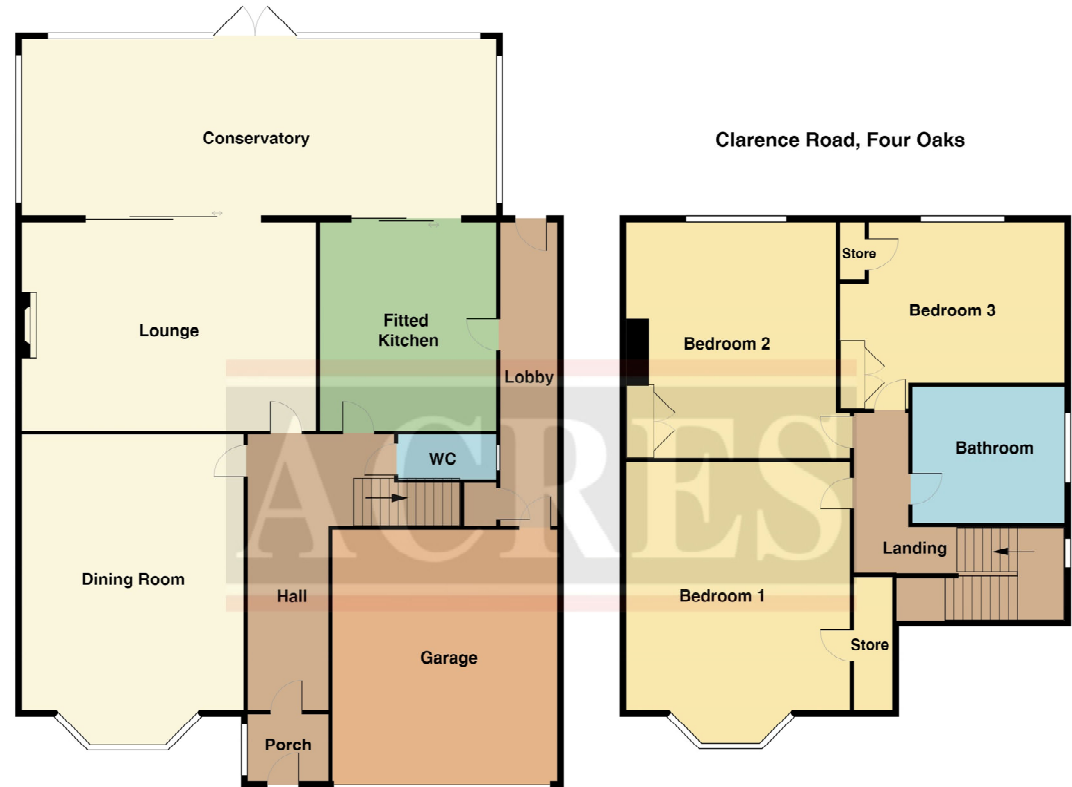 Clarence Road, Four Oaks
Conservatory
Lounge
Fitted
Kitchen
Lobby
WC
Dining Room
Hall
Garage
Porch
Store
Bedroom 3
Bedroom 2
Bathroom
Landing
Bedroom 1
Store
ACRES